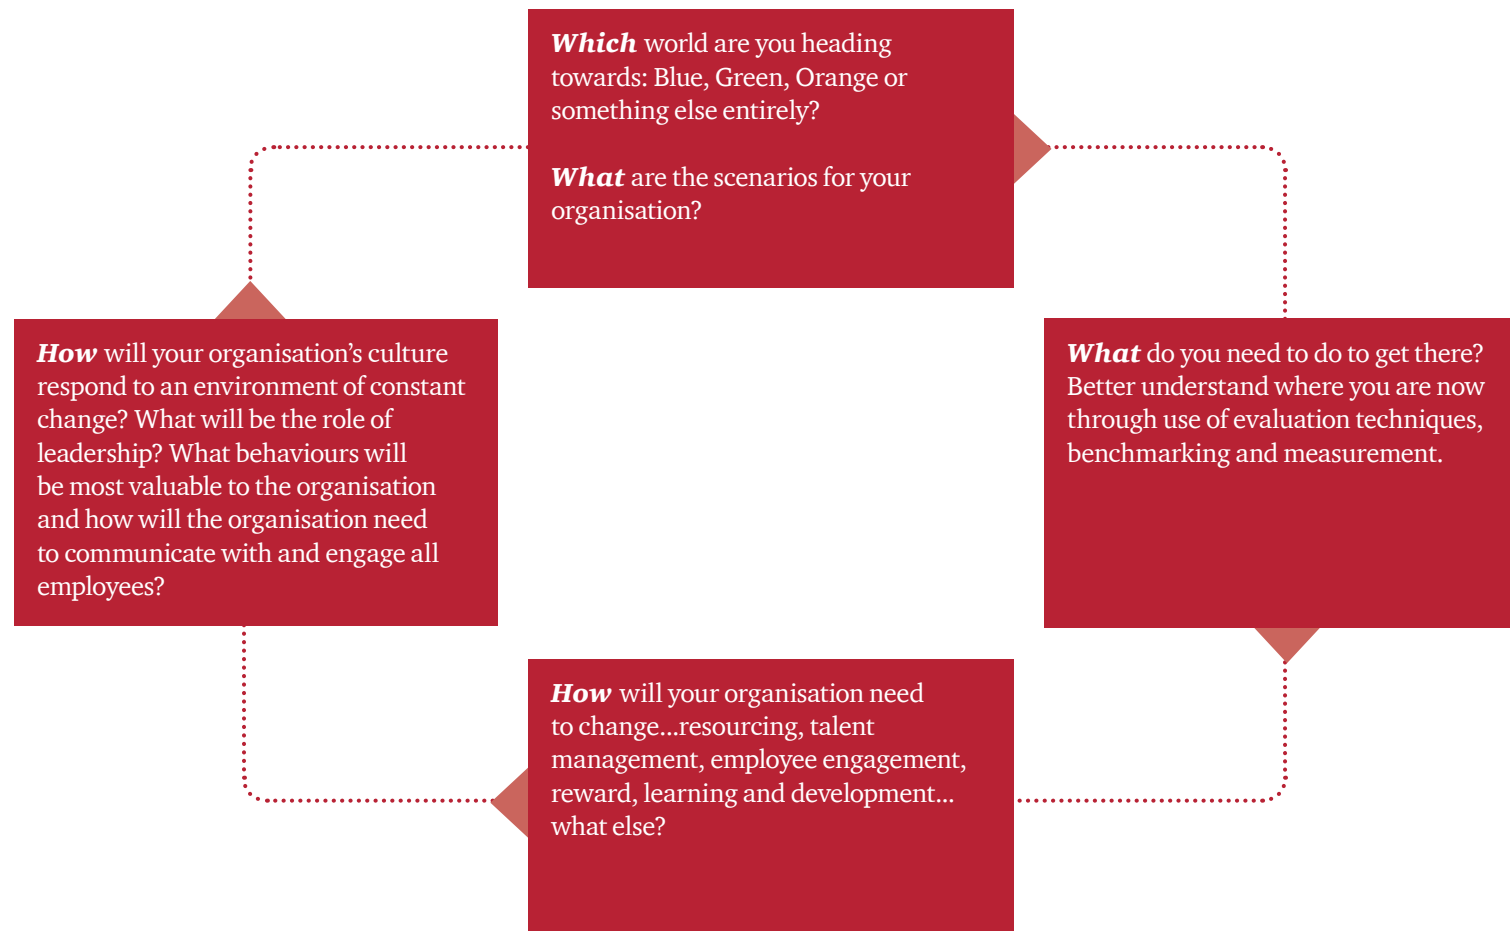 Which world are you heading
towards: Blue, Green, Orange or
something else entirely?
What are the scenarios for your
organisation?
What do you need to do to get there?
Better understand where you are now
through use of evaluation techniques,
benchmarking and measurement.
How will your organisation need
to change...resourcing, talent
management, employee engagement,
reward, learning and development...
what else?
How will your organisation’s culture
respond to an environment of constant
change? What will be the role of
leadership? What behaviours will
be most valuable to the organisation
and how will the organisation need
to communicate with and engage all
employees?